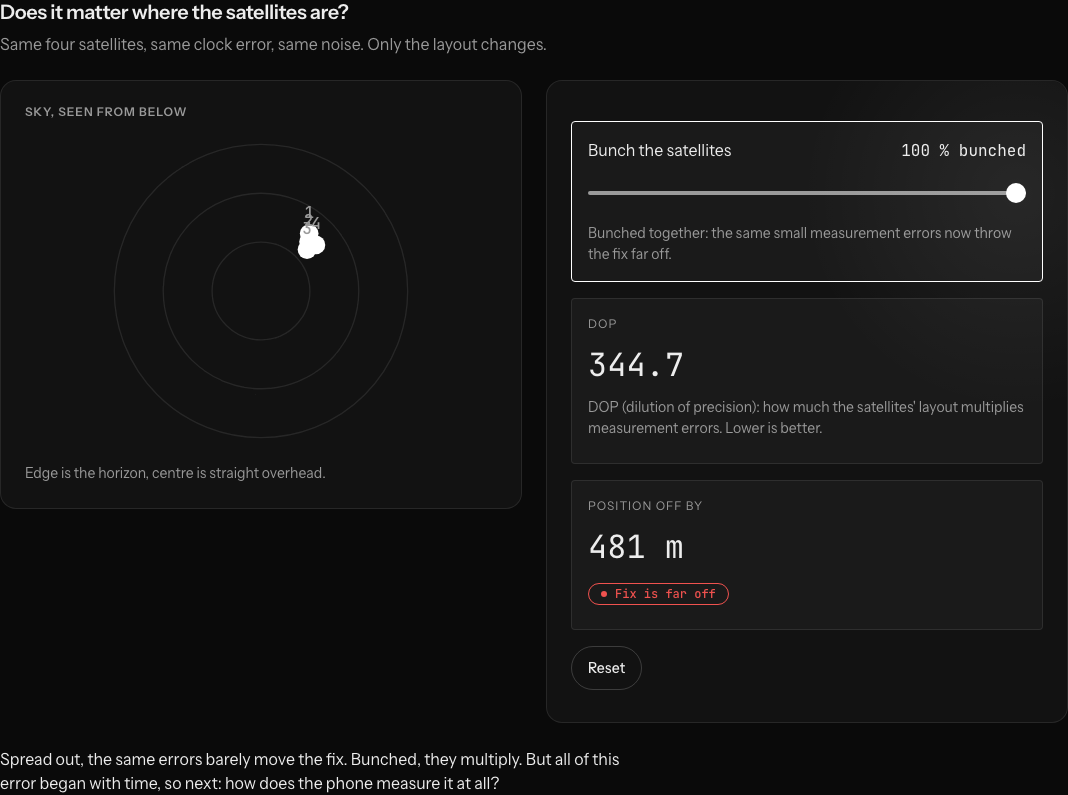 Does it matter where the satellites are?
Same four satellites, same clock error, same noise. Only the layout changes.
SKY, SEEN FROM BELOW
1
Edge is the horizon, centre is straight overhead.
Bunch the satellites
100 % bunched
Bunched together: the same small measurement errors now throw
the fix far off.
DOP
344.7
DOP (dilution of precision): how much the satellites' layout multiplies
measurement errors. Lower is better.
POSITION OFF BY
481 m
Fix is far off
Reset
Spread out, the same errors barely move the fix. Bunched, they multiply. But all of this
error began with time, so next: how does the phone measure it at all?